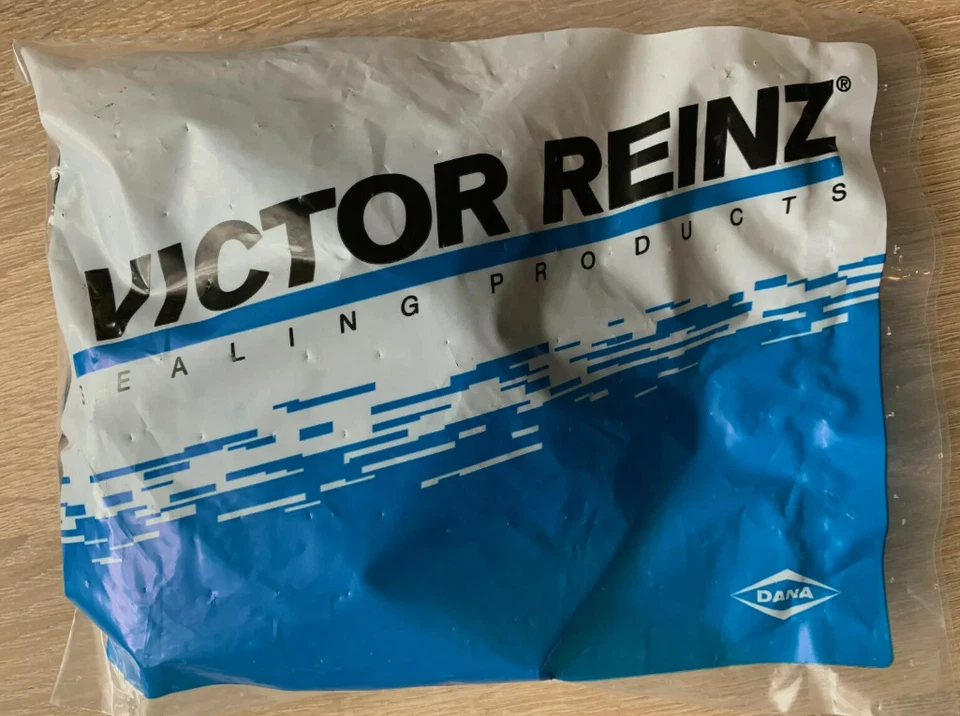 VICTOR REINZ®
SEALING PRODUCTS
DANA